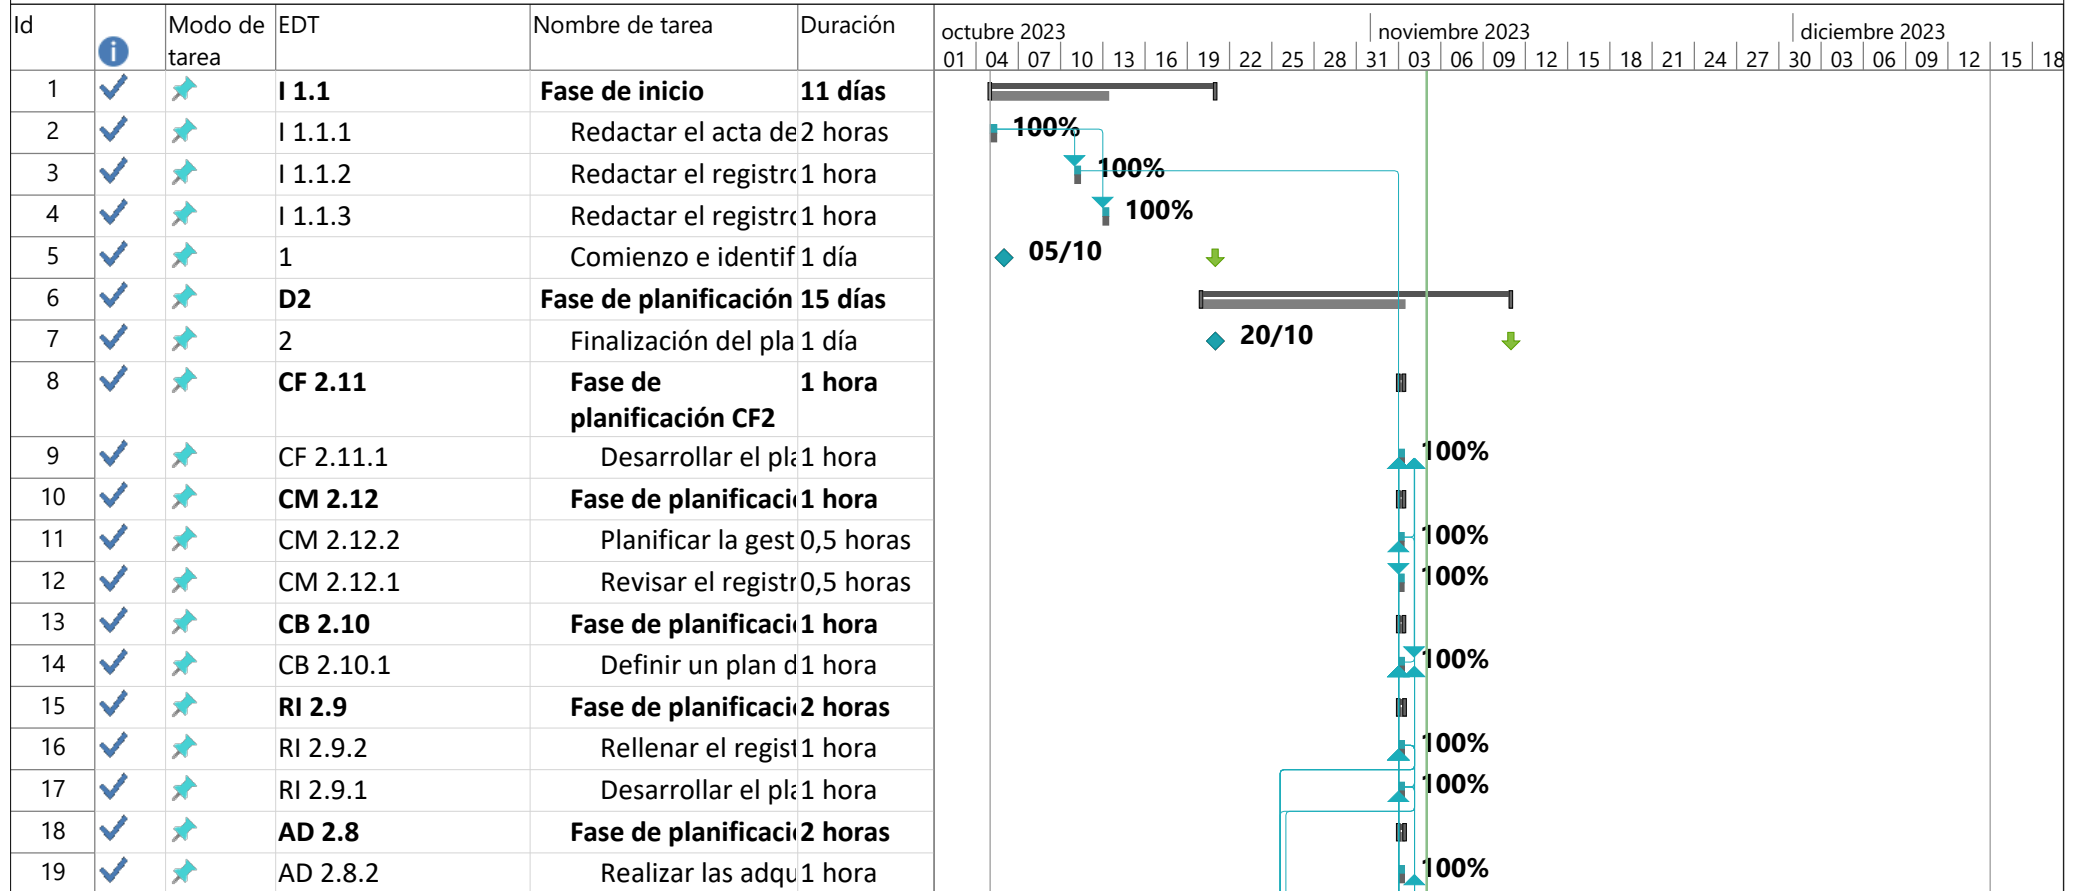 Id Modo de tarea EDT Nombre de tarea Duración
octubre 2023 noviembre 2023 diciembre 2023
01 04 07 10 13 16 19 22 25 28 31 03 06 09 12 15 18 21 24 27 30 03 06 09 12 15 18
1 I 1.1 Fase de inicio 11 días
2 I 1.1.1 Redactar el acta de 2 horas 100%
3 I 1.1.2 Redactar el registro 1 hora 100%
4 I 1.1.3 Redactar el registro 1 hora 100%
5 1 Comienzo e identif 1 día 05/10
6 D2 Fase de planificación 15 días
7 2 Finalización del pla 1 día 20/10
8 CF 2.11 Fase de 1 hora
planificación CF2
9 CF 2.11.1 Desarrollar el pla 1 hora 100%
10 CM 2.12 Fase de planificaci 1 hora
11 CM 2.12.2 Planificar la gest 0,5 horas 100%
12 CM 2.12.1 Revisar el registr 0,5 horas 100%
13 CB 2.10 Fase de planificaci 1 hora
14 CB 2.10.1 Definir un plan d 1 hora 100%
15 RI 2.9 Fase de planificaci 2 horas
16 RI 2.9.2 Rellenar el regist 1 hora 100%
17 RI 2.9.1 Desarrollar el pla 1 hora 100%
18 AD 2.8 Fase de planificaci 2 horas
19 AD 2.8.2 Realizar las adqu 1 hora 100%